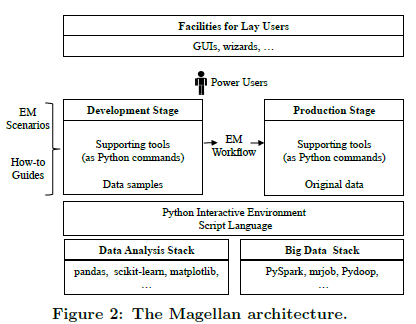 Facilities for Lay Users
GUIs, wizards, …
Power Users
EM
Scenarios
How-to
Guides
Development Stage
Supporting tools
(as Python commands)
Data samples
EM
Workflow
Production Stage
Supporting tools
(as Python commands)
Original data
Python Interactive Environment
Script Language
Data Analysis Stack
pandas, scikit-learn, matplotlib,
…
Big Data Stack
PySpark, mrjob, Pydoop,
…
Figure 2: The Magellan architecture.